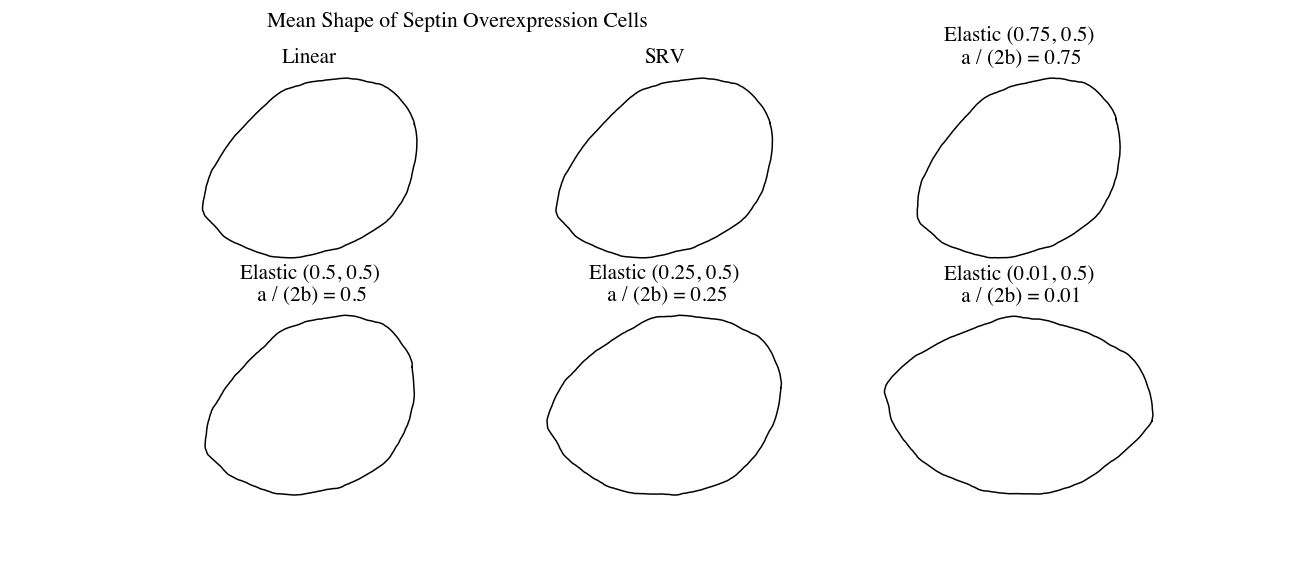 Mean Shape of Septin Overexpression Cells
Linear
SRV
Elastic (0.75, 0.5)
a / (2b) = 0.75
Elastic (0.5, 0.5)
a / (2b) = 0.5
Elastic (0.25, 0.5)
a / (2b) = 0.25
Elastic (0.01, 0.5)
a / (2b) = 0.01